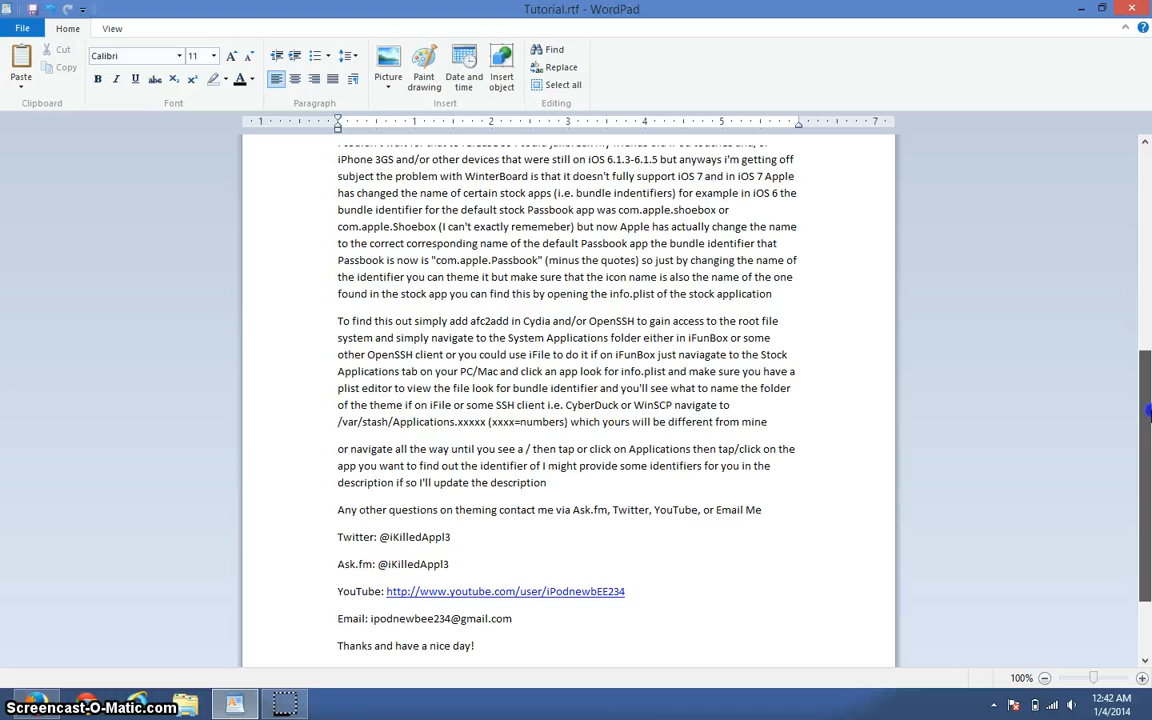 Tutorial.rtf - WordPad
File Home View
Paste
Cut
Copy
Clipboard
Calibri 11
B I U abc X₂ X² A
Font
Paragraph
Picture
Paint drawing
Date and time
Insert object
Insert
Find
Replace
Select all
Editing
1 1 2 3 4 5 7
iPhone 3GS and/or other devices that were still on iOS 6.1.3-6.1.5 but anyways i'm getting off
subject the problem with WinterBoard is that it doesn't fully support iOS 7 and in iOS 7 Apple
has changed the name of certain stock apps (i.e. bundle indentifiers) for example in iOS 6 the
bundle identifier for the default stock Passbook app was com.apple.shoebox or
com.apple.Shoebox (I can't exactly rememeber) but now Apple has actually change the name
to the correct corresponding name of the default Passbook app the bundle identifier that
Passbook is now is "com.apple.Passbook" (minus the quotes) so just by changing the name of
the identifier you can theme it but make sure that the icon name is also the name of the one
found in the stock app you can find this by opening the info.plist of the stock application
To find this out simply add afc2add in Cydia and/or OpenSSH to gain access to the root file
system and simply navigate to the System Applications folder either in iFunBox or some
other OpenSSH client or you could use iFile to do it if on iFunBox just naviagate to the Stock
Applications tab on your PC/Mac and click an app look for info.plist and make sure you have a
plist editor to view the file look for bundle identifier and you'll see what to name the folder
of the theme if on iFile or some SSH client i.e. CyberDuck or WinSCP navigate to
/var/stash/Applications.xxxxx (xxxx=numbers) which yours will be different from mine
or navigate all the way until you see a / then tap or click on Applications then tap/click on the
app you want to find out the identifier of I might provide some identifiers for you in the
description if so I'll update the description
Any other questions on theming contact me via Ask.fm, Twitter, YouTube, or Email Me
Twitter: @iKilledAppl3
Ask.fm: @iKilledAppl3
YouTube: http://www.youtube.com/user/iPodnewbEE234
Email: ipodnewbee234@gmail.com
Thanks and have a nice day!
100%
Screencast-O-Matic.com
12:42 AM
1/4/2014